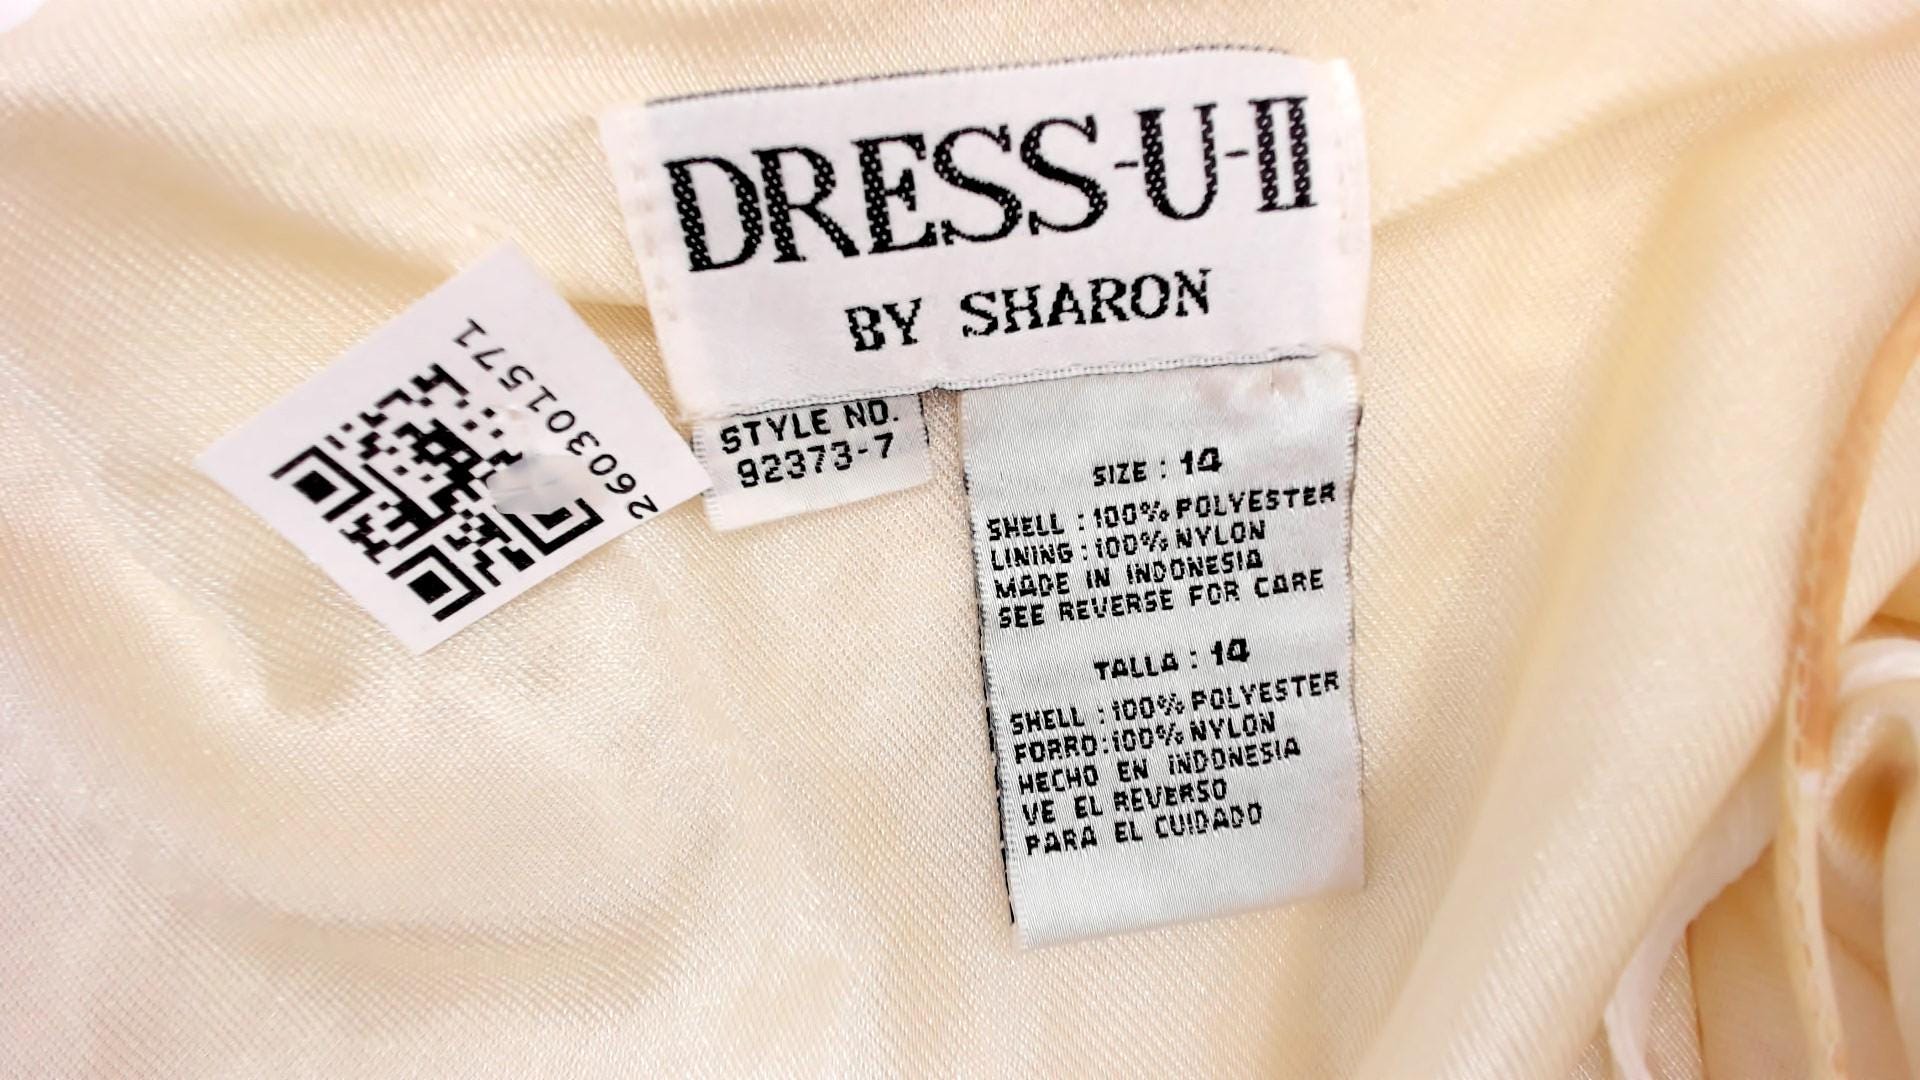 DRESS-U-II
BY SHARON
260301571
STYLE NO.
92373-7
SIZE : 14
SHELL : 100% POLYESTER
LINING : 100% NYLON
MADE IN INDONESIA
SEE REVERSE FOR CARE
TALLA : 14
SHELL : 100% POLYESTER
FORRO : 100% NYLON
HECHO EN INDONESIA
VE EL REVERSO
PARA EL CUIDADO